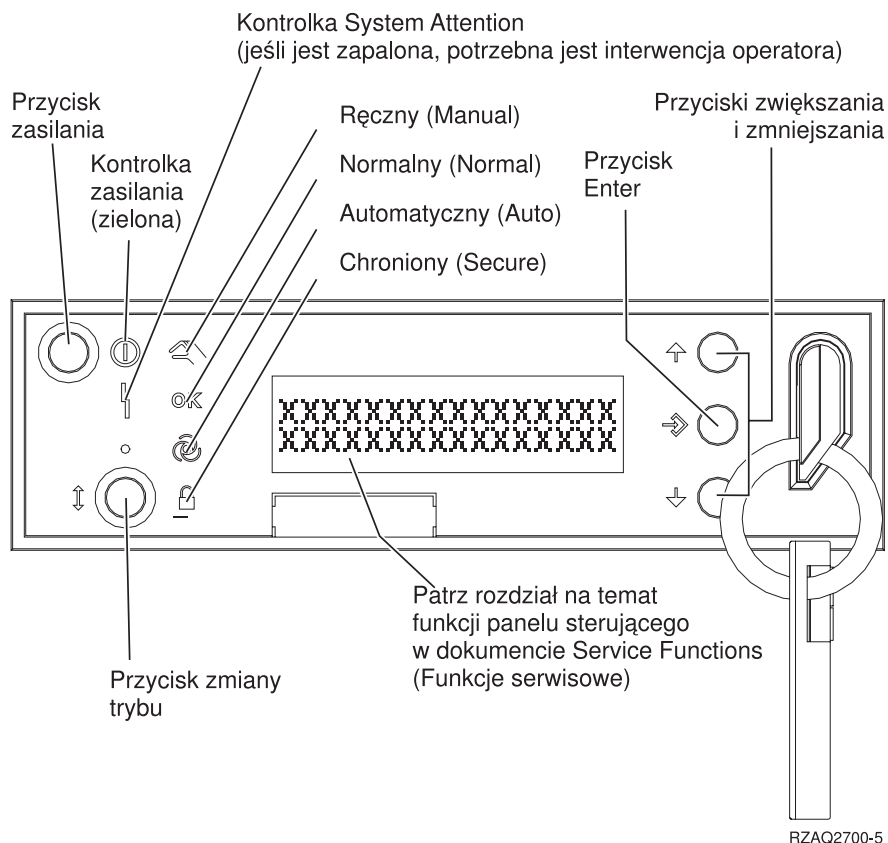 Kontrolka System Attention
(jeśli jest zapalona, potrzebna jest interwencja operatora)
Przycisk
zasilania
Kontrolka
zasilania
(zielona)
Ręczny (Manual)
Normalny (Normal)
Automatyczny (Auto)
Chroniony (Secure)
Przycisk
Enter
Przyciski zwiększania
i zmniejszania
OK
XXXXXXXXXXXXXXXX
XXXXXXXXXXXXXXXX
Patrz rozdział na temat
funkcji panelu sterującego
w dokumencie Service Functions
(Funkcje serwisowe)
Przycisk zmiany
trybu
RZAQ2700-5